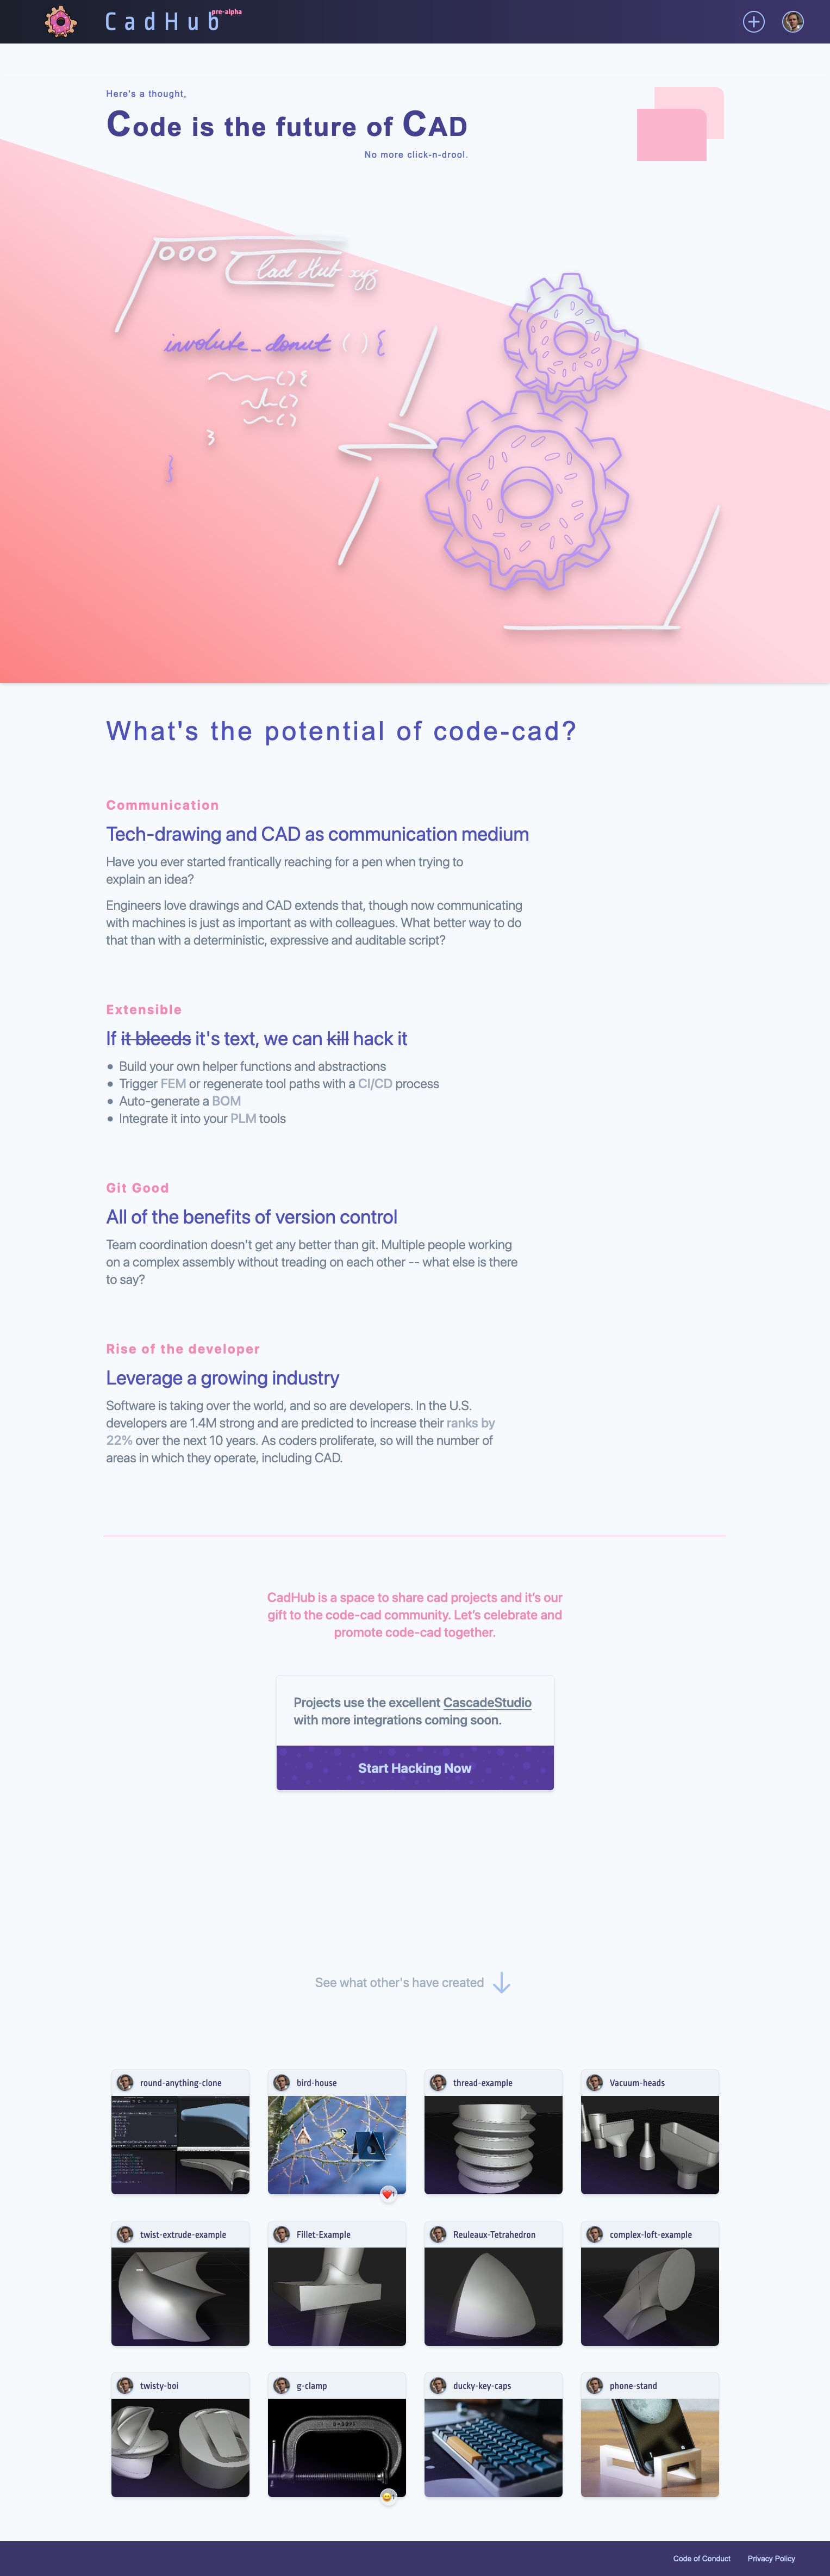 CadHub
pre-alpha
Here's a thought,
Code is the future of CAD
No more click-n-drool.
Cad Hub.xyz
involute_donut (){
(){
()
()
}
}
What's the potential of code-cad?
Communication
Tech-drawing and CAD as communication medium
Have you ever started frantically reaching for a pen when trying to
explain an idea?
Engineers love drawings and CAD extends that, though now communicating
with machines is just as important as with colleagues. What better way to do
that than with a deterministic, expressive and auditable script?
Extensible
If it bleeds it's text, we can kill hack it
Build your own helper functions and abstractions
Trigger FEM or regenerate tool paths with a CI/CD process
Auto-generate a BOM
Integrate it into your PLM tools
Git Good
All of the benefits of version control
Team coordination doesn't get any better than git. Multiple people working
on a complex assembly without treading on each other -- what else is there
to say?
Rise of the developer
Leverage a growing industry
Software is taking over the world, and so are developers. In the U.S.
developers are 1.4M strong and are predicted to increase their ranks by
22% over the next 10 years. As coders proliferate, so will the number of
areas in which they operate, including CAD.
CadHub is a space to share cad projects and it's our
gift to the code-cad community. Let's celebrate and
promote code-cad together.
Projects use the excellent CascadeStudio
with more integrations coming soon.
Start Hacking Now
See what other's have created
round-anything-clone
bird-house
thread-example
Vacuum-heads
twist-extrude-example
Fillet-Example
Reuleaux-Tetrahedron
complex-loft-example
twisty-boi
g-clamp
ducky-key-caps
phone-stand
Code of Conduct
Privacy Policy